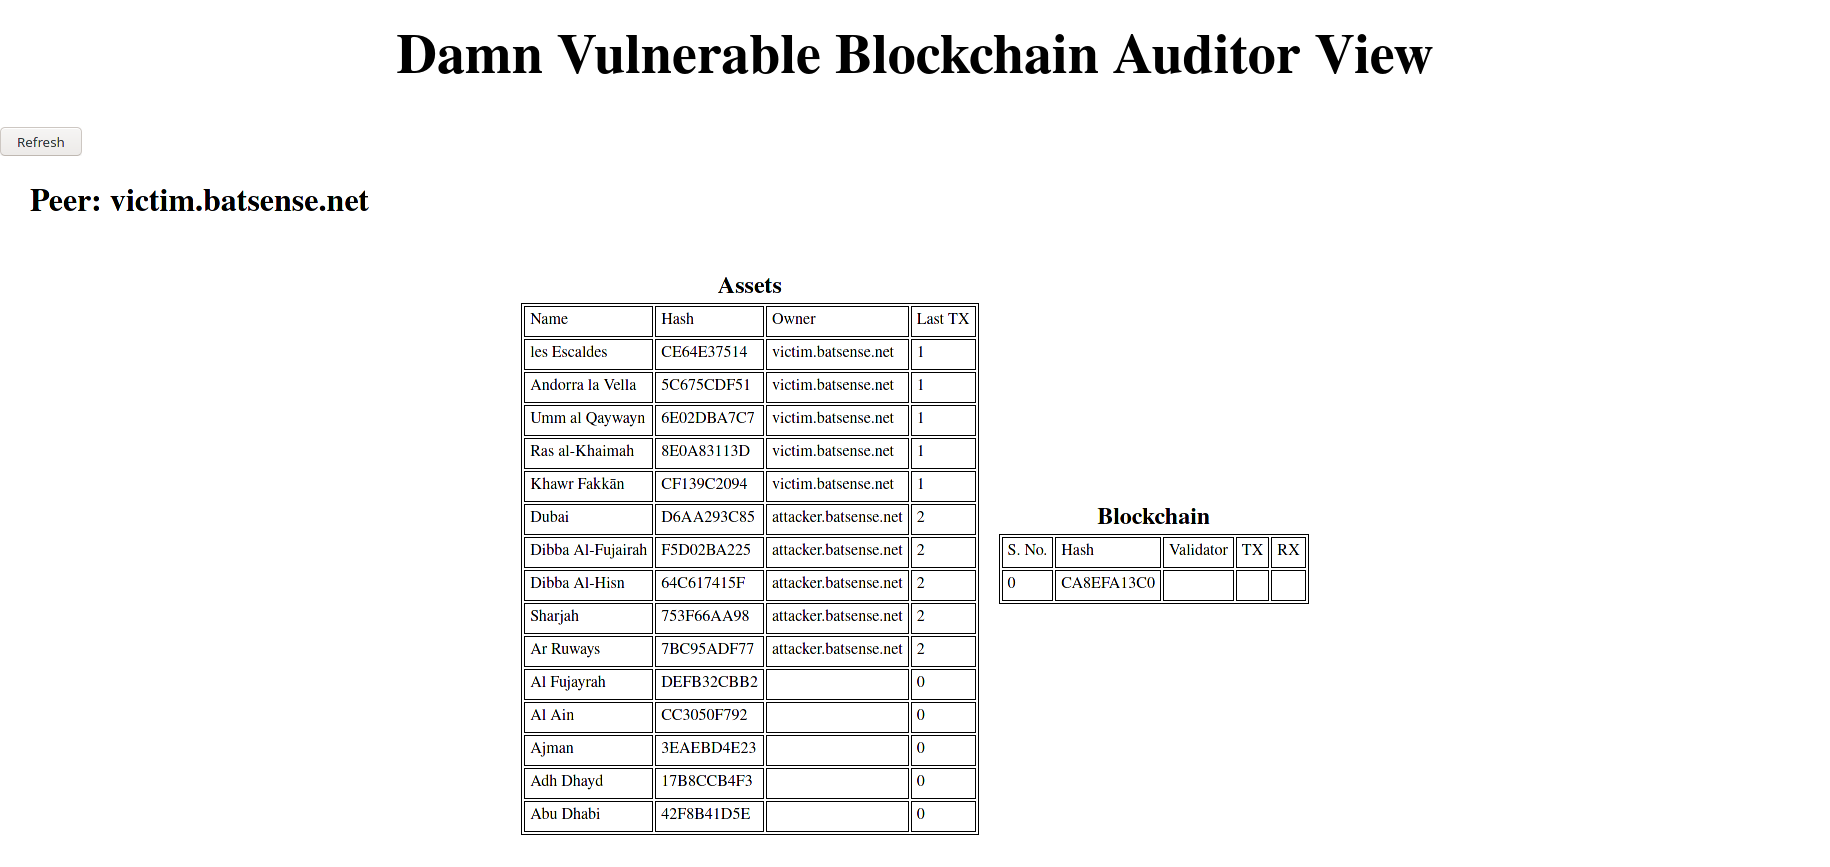 Damn Vulnerable Blockchain Auditor View
Refresh
Peer: victim.batsense.net
Assets
Name Hash Owner Last TX
les Escaldes CE64E37514 victim.batsense.net 1
Andorra la Vella 5C675CDF51 victim.batsense.net 1
Umm al Qaywayn 6E02DBA7C7 victim.batsense.net 1
Ras al-Khaimah 8E0A83113D victim.batsense.net 1
Khawr Fakkān CF139C2094 victim.batsense.net 1
Dubai D6AA293C85 attacker.batsense.net 2
Dibba Al-Fujairah F5D02BA225 attacker.batsense.net 2
Dibba Al-Hisn 64C617415F attacker.batsense.net 2
Sharjah 753F66AA98 attacker.batsense.net 2
Ar Ruways 7BC95ADF77 attacker.batsense.net 2
Al Fujayrah DEFB32CBB2 0
Al Ain CC3050F792 0
Ajman 3EAEBD4E23 0
Adh Dhayd 17B8CCB4F3 0
Abu Dhabi 42F8B41D5E 0
Blockchain
S. No. Hash Validator TX RX
0 CA8EFA13C0